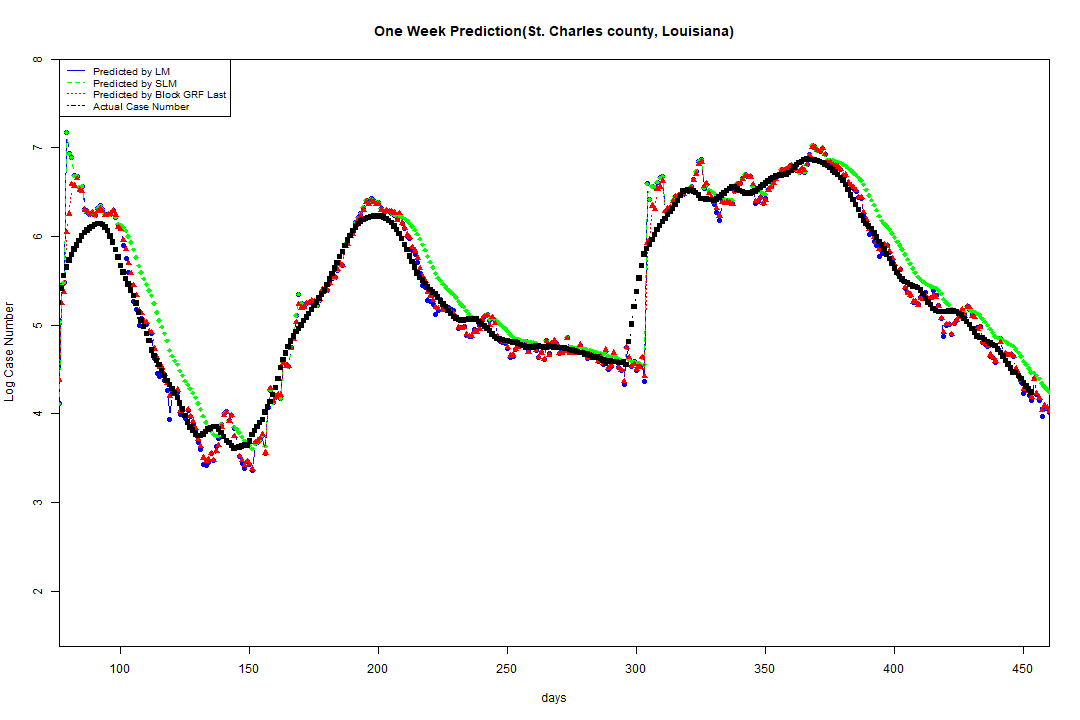 One Week Prediction(St. Charles county, Louisiana)
8
Predicted by LM
Predicted by SLM
Predicted by Block GRF Last
Actual Case Number
7
6
5
4
3
2
Log Case Number
100 150 200 250 300 350 400 450
days